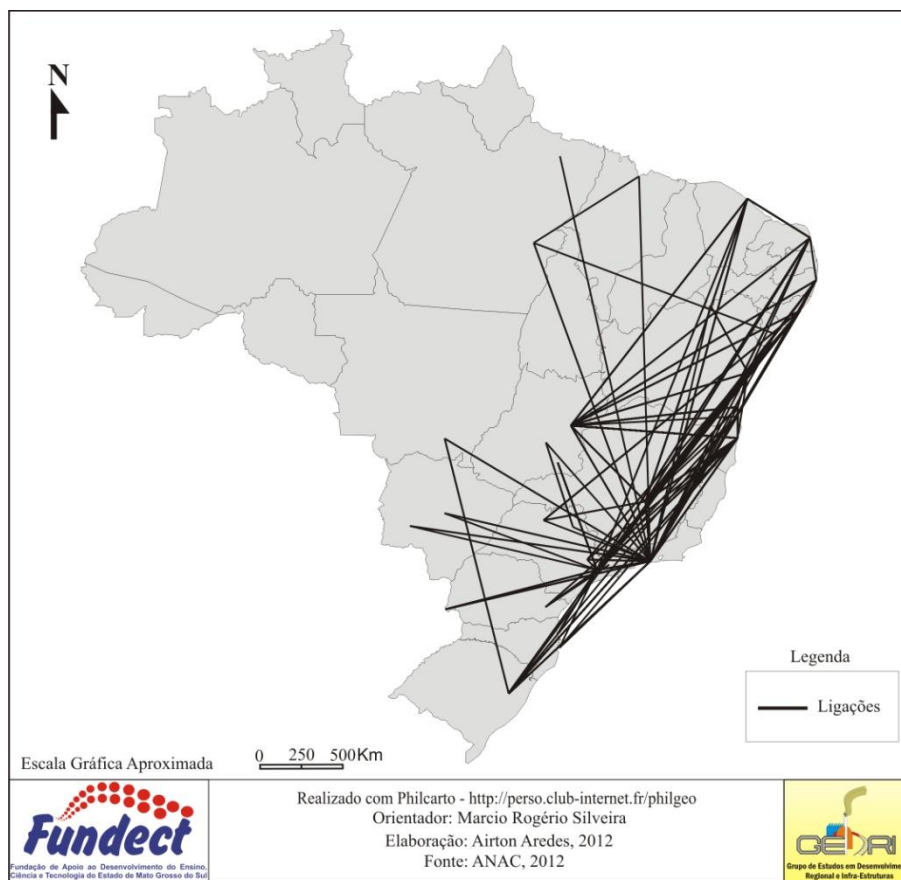 N
Legenda
Ligações
Escala Gráfica Aproximada
0 250 500Km
Fundect
Fundação de Apoio ao Desenvolvimento do Ensino,
Ciência e Tecnologia do Estado de Mato Grosso do Sul
Realizado com Philcarto - http://perso.club-internet.fr/philgeo
Orientador: Marcio Rogério Silveira
Elaboração: Airton Aredes, 2012
Fonte: ANAC, 2012
GEDRI
Grupo de Estudos em Desenvolvime
Regional e Infra-Estruturas